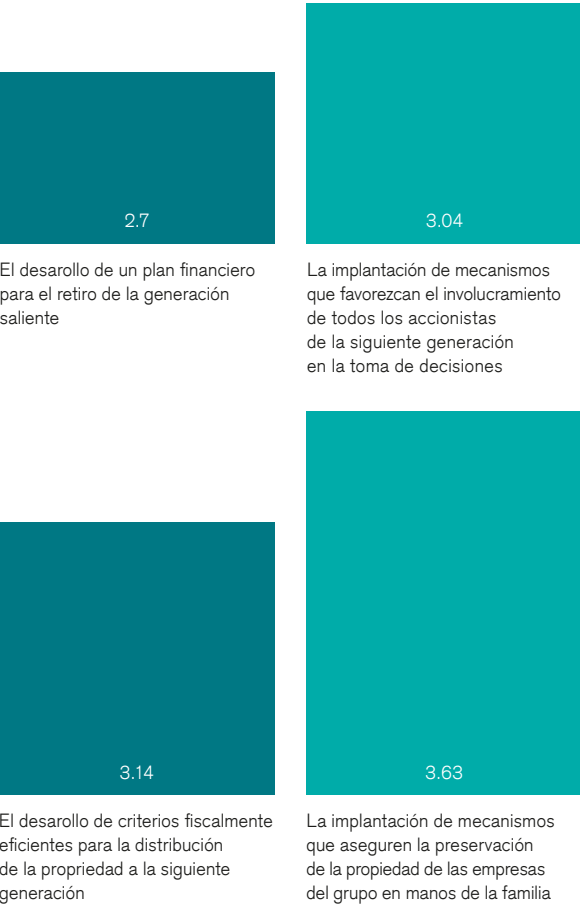 2.7
El desarollo de un plan financiero
para el retiro de la generación
saliente
3.04
La implantación de mecanismos
que favorezcan el involucramiento
de todos los accionistas
de la siguiente generación
en la toma de decisiones
3.14
El desarollo de criterios fiscalmente
eficientes para la distribución
de la propriedad a la siguiente
generación
3.63
La implantación de mecanismos
que aseguren la preservación
de la propiedad de las empresas
del grupo en manos de la familia